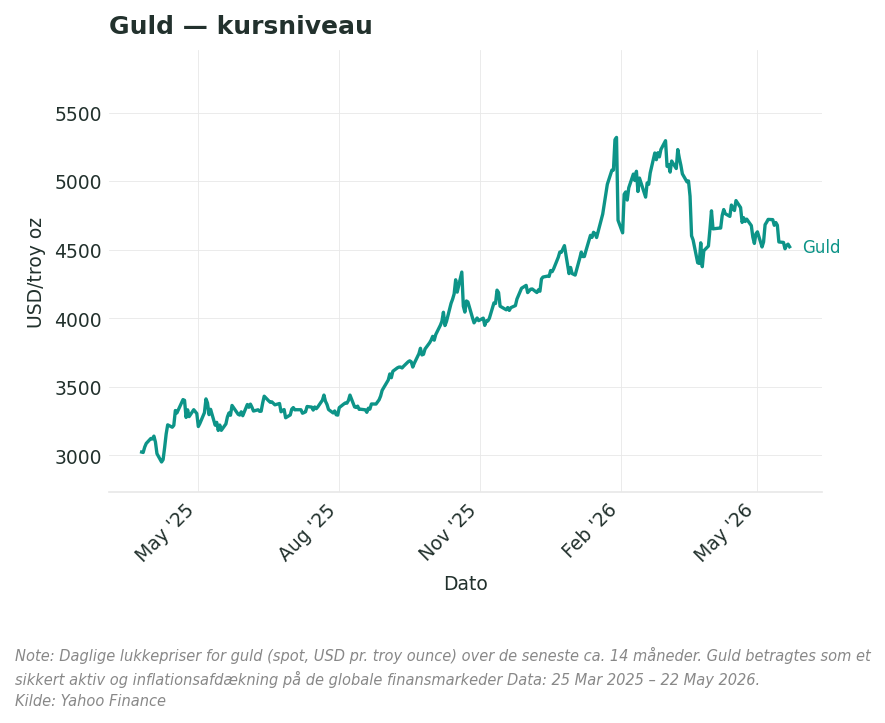 Guld — kursniveau
5500
5000
4500
4000
3500
3000
USD/troy oz
Guld
May '25
Aug '25
Nov '25
Feb '26
May '26
Dato
Note: Daglige lukkepriser for guld (spot, USD pr. troy ounce) over de seneste ca. 14 måneder. Guld betragtes som et
sikkert aktiv og inflationsafdækning på de globale finansmarkeder Data: 25 Mar 2025 – 22 May 2026.
Kilde: Yahoo Finance